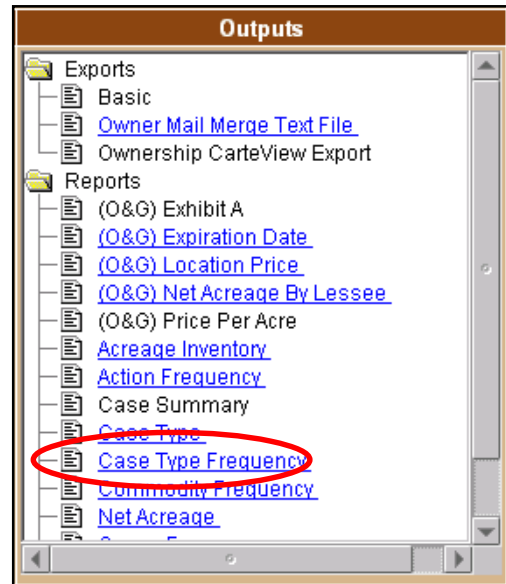 Outputs
Exports
Basic
Owner Mail Merge Text File
Ownership CarteView Export
Reports
(O&G) Exhibit A
(O&G) Expiration Date
(O&G) Location Price
(O&G) Net Acreage By Lessee
(O&G) Price Per Acre
Acreage Inventory
Action Frequency
Case Summary
Case Type
Case Type Frequency
Commodity Frequency
Net Acreage